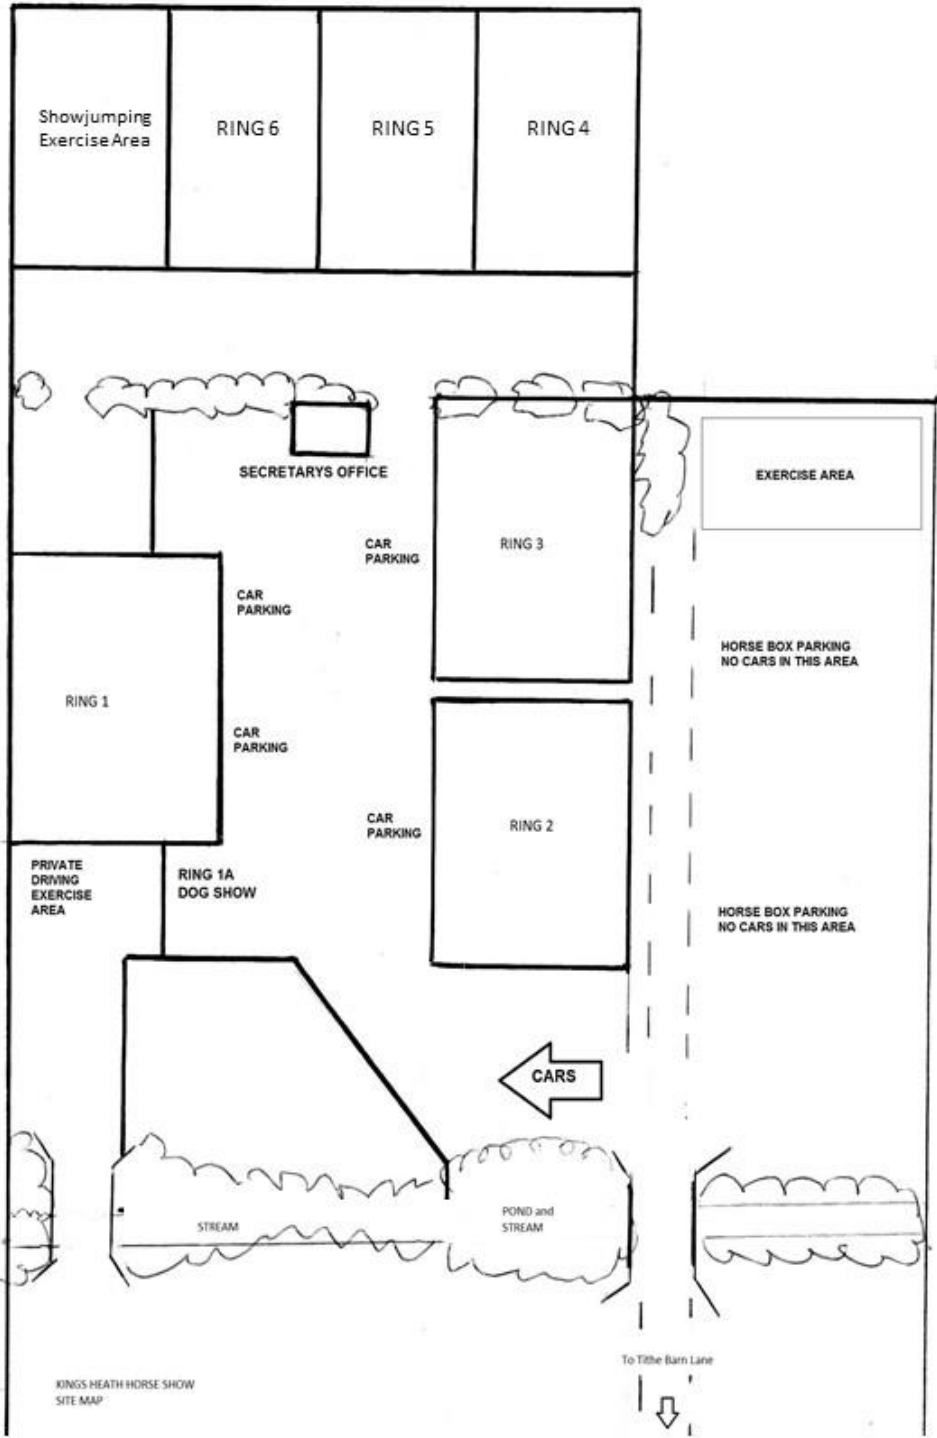 Showjumping
Exercise Area
RING 6
RING 5
RING 4
SECRETARYS OFFICE
EXERCISE AREA
CAR
PARKING
RING 3
CAR
PARKING
HORSE BOX PARKING
NO CARS IN THIS AREA
RING 1
CAR
PARKING
CAR
PARKING
RING 2
PRIVATE
DRIVING
EXERCISE
AREA
RING 1A
DOG SHOW
HORSE BOX PARKING
NO CARS IN THIS AREA
CARS
STREAM
POND and
STREAM
To Tithe Barn Lane
KINGS HEATH HORSE SHOW
SITE MAP